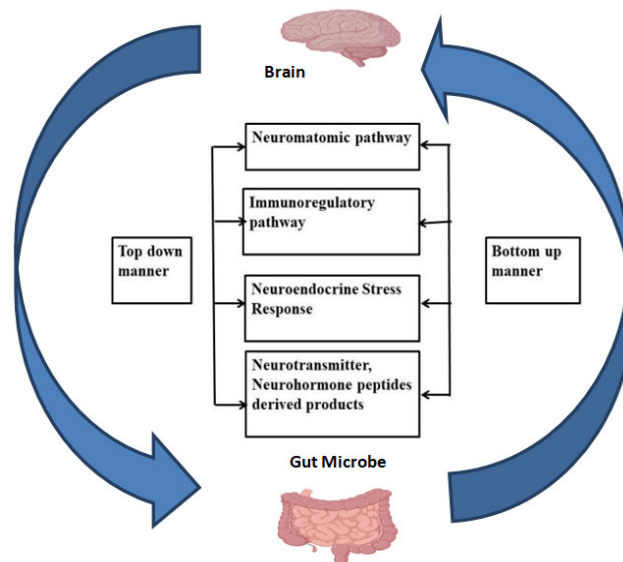 Brain
Neuromatomic pathway
Immunoregulatory
pathway
Top down
manner
Bottom up
manner
Neuroendocrine Stress
Response
Neurotransmitter,
Neurohormone peptides
derived products
Gut Microbe